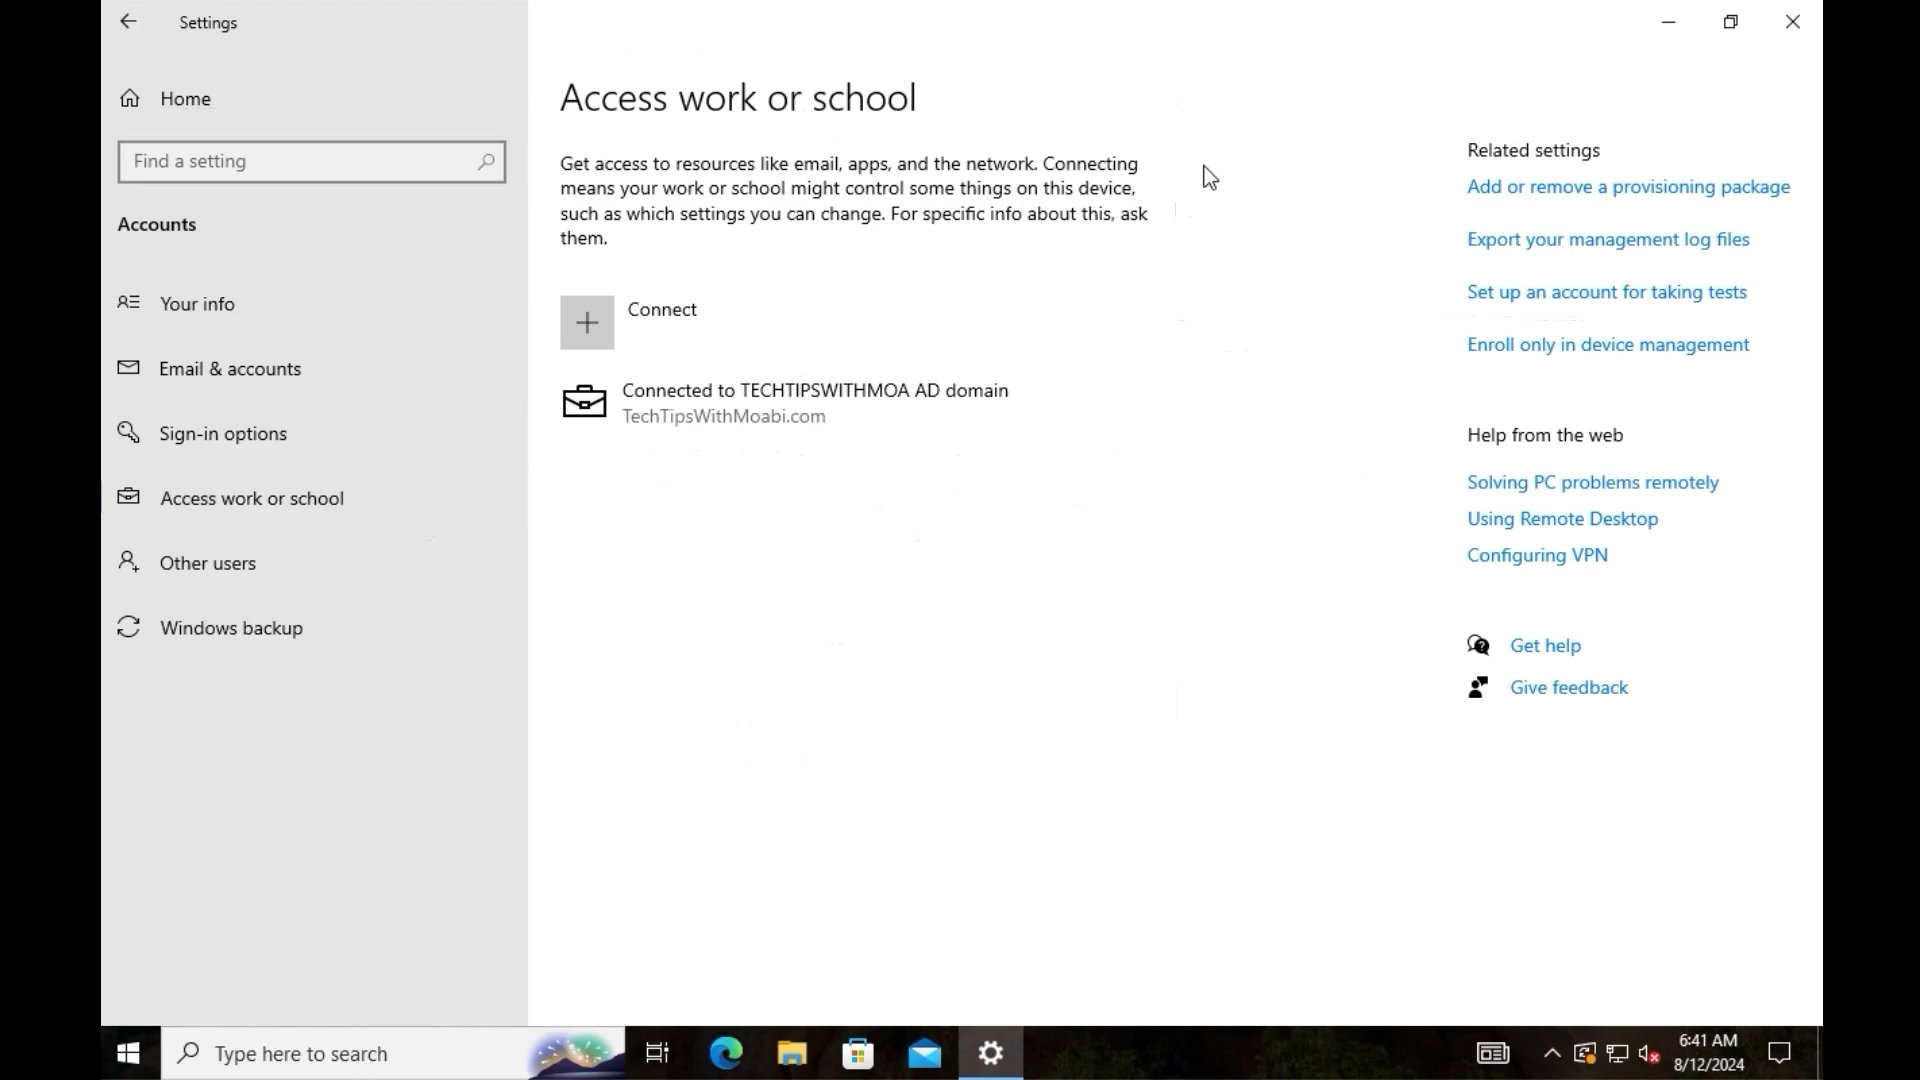 Settings
Home
Find a setting
Accounts
Your info
Email & accounts
Sign-in options
Access work or school
Other users
Windows backup
Access work or school
Get access to resources like email, apps, and the network. Connecting
means your work or school might control some things on this device,
such as which settings you can change. For specific info about this, ask
them.
Connect
Connected to TECHTIPSWITHMOA AD domain
TechTipsWithMoabi.com
Related settings
Add or remove a provisioning package
Export your management log files
Set up an account for taking tests
Enroll only in device management
Help from the web
Solving PC problems remotely
Using Remote Desktop
Configuring VPN
Get help
Give feedback
Type here to search
6:41 AM
8/12/2024